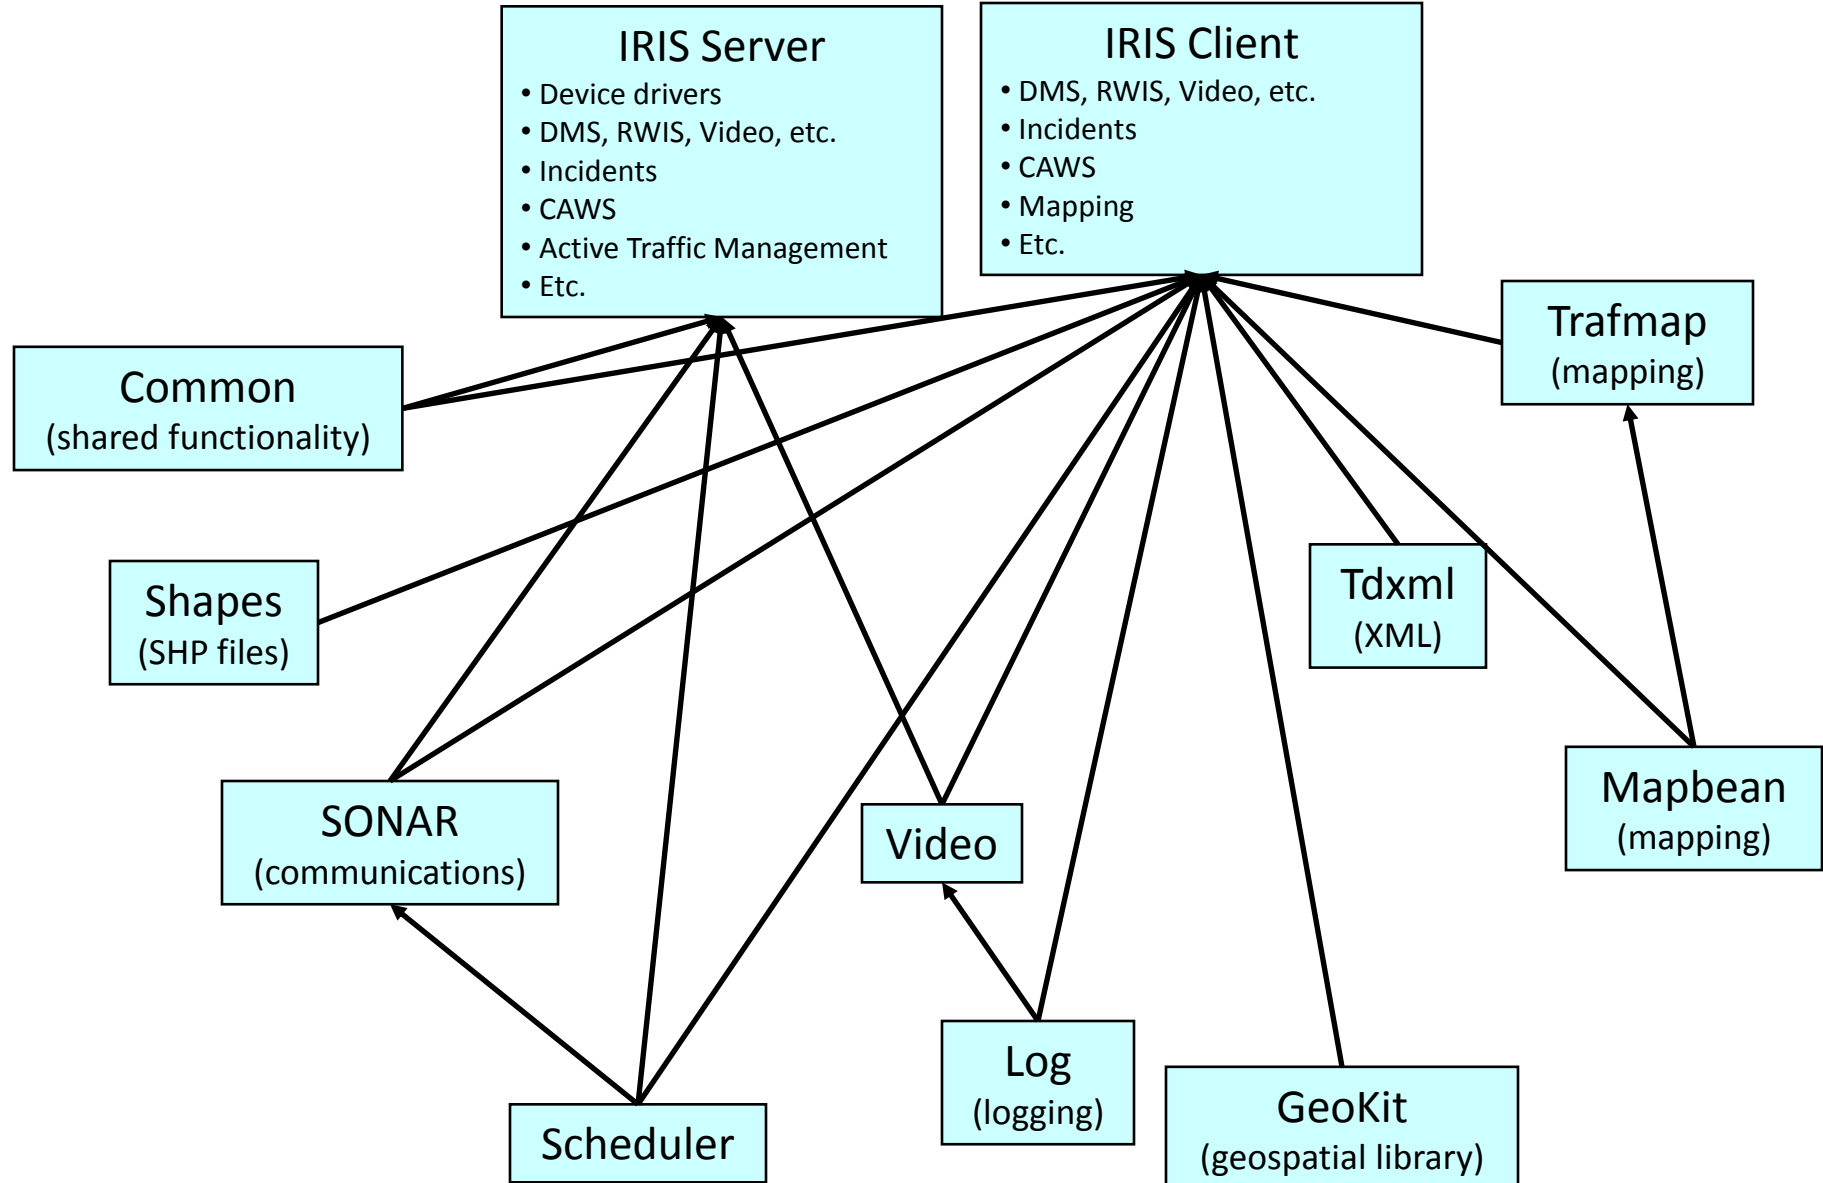 IRIS Server
• Device drivers
• DMS, RWIS, Video, etc.
• Incidents
• CAWS
• Active Traffic Management
• Etc.
IRIS Client
• DMS, RWIS, Video, etc.
• Incidents
• CAWS
• Mapping
• Etc.
Trafmap
(mapping)
Common
(shared functionality)
Shapes
(SHP files)
Tdxml
(XML)
SONAR
(communications)
Video
Mapbean
(mapping)
Scheduler
Log
(logging)
GeoKit
(geospatial library)